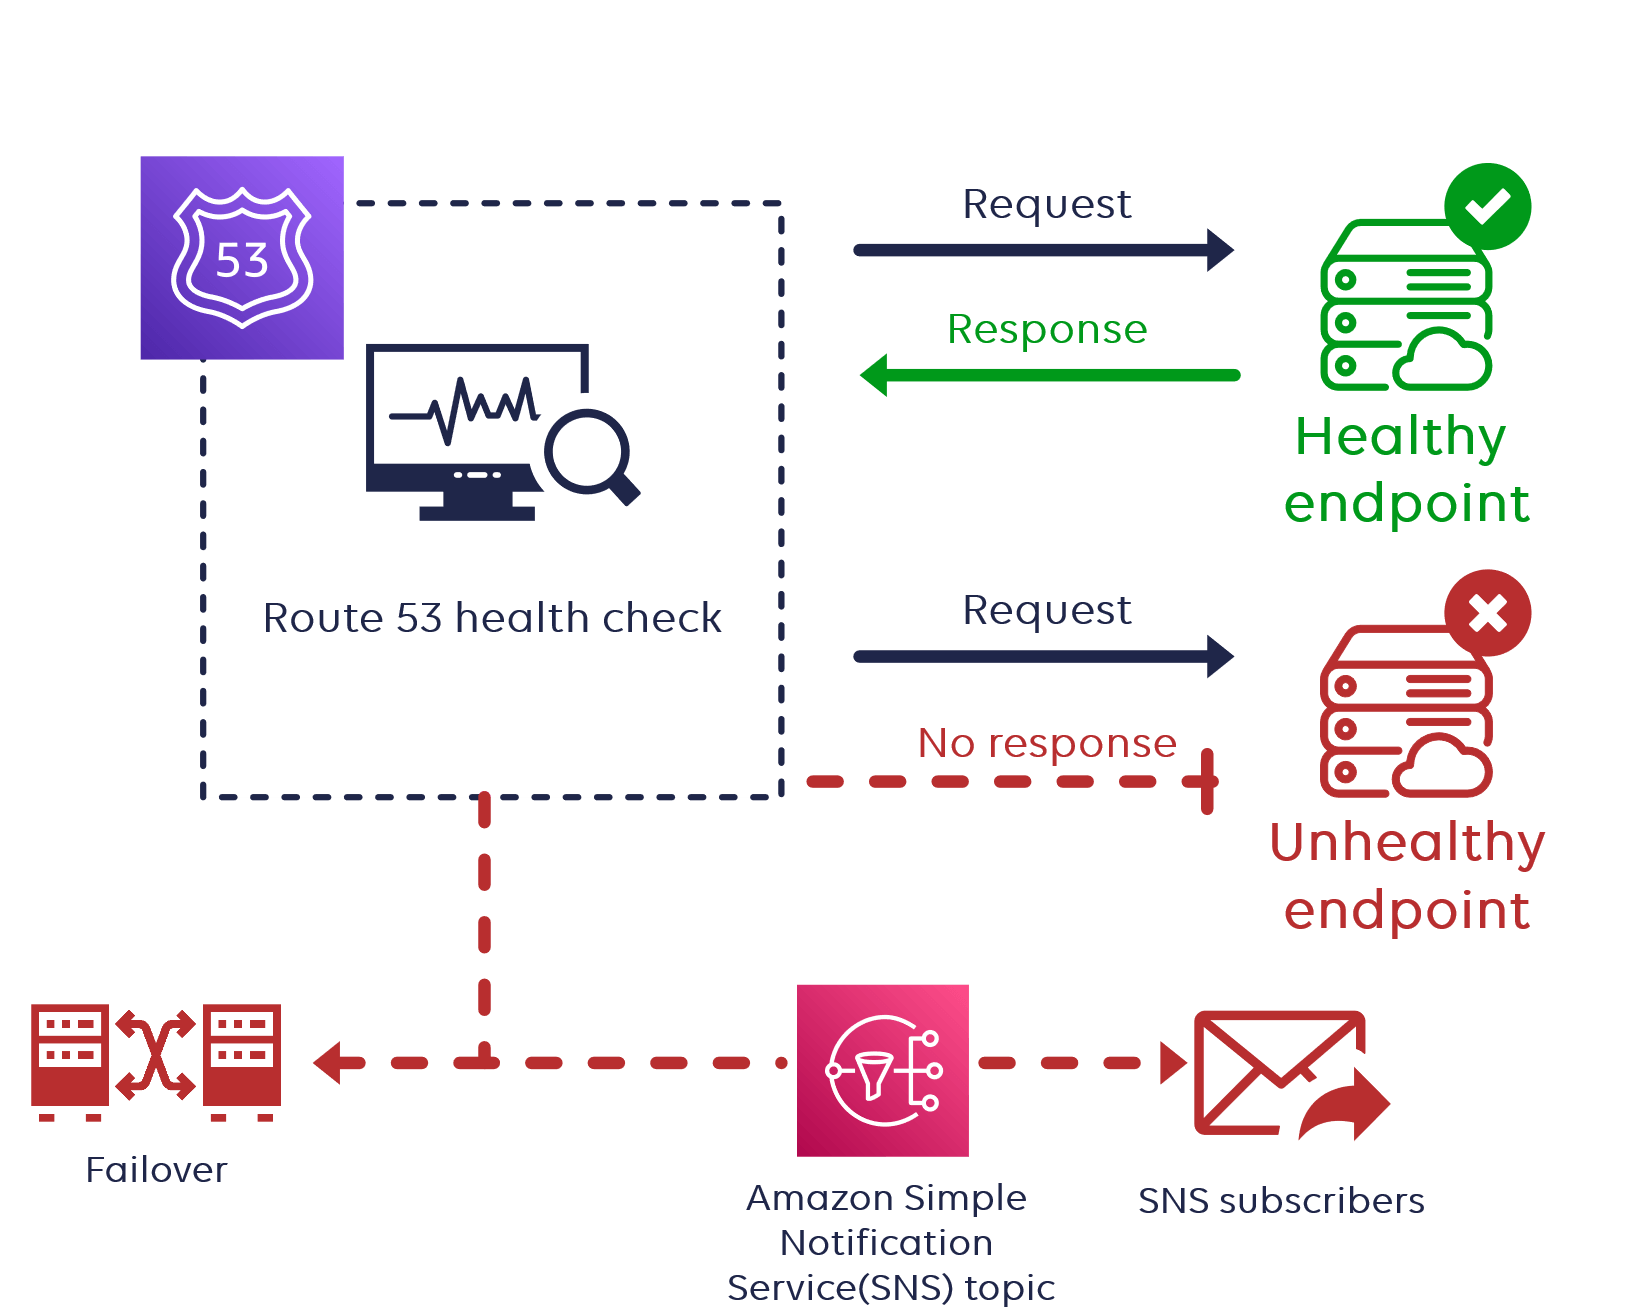 53
Request
Response
Healthy
endpoint
Route 53 health check
Request
No response
Unhealthy
endpoint
Failover
Amazon Simple
Notification
Service(SNS) topic
SNS subscribers